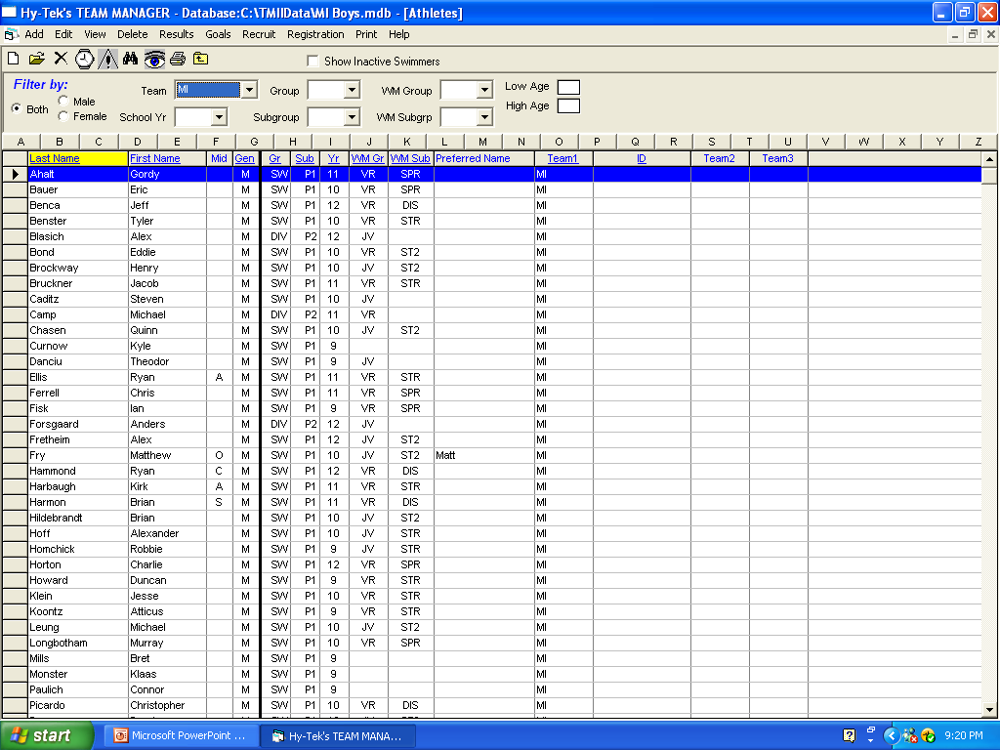 Hy-Tek's TEAM MANAGER - Database:C:\TMIIData\MI Boys.mdb - [Athletes]
Add Edit View Delete Results Goals Recruit Registration Print Help
Show Inactive Swimmers
Filter by:
Both Male Female
Team MI Group WM Group Low Age
School Yr Subgroup WM Subgrp High Age
A B C D E F G H I J K L M N O P Q R S T U V W X Y Z
Last Name First Name Mid Gen Gr Sub Yr WM Gr WM Sub Preferred Name Team1 ID Team2 Team3
Ahalt Gordy M SW P1 11 VR SPR MI
Bauer Eric M SW P1 10 VR SPR MI
Benca Jeff M SW P1 12 VR DIS MI
Benster Tyler M SW P1 10 VR STR MI
Blasich Alex M DIV P2 12 JV MI
Bond Eddie M SW P1 10 VR ST2 MI
Brockway Henry M SW P1 10 JV ST2 MI
Bruckner Jacob M SW P1 11 VR STR MI
Caditz Steven M SW P1 10 JV MI
Camp Michael M DIV P2 11 VR MI
Chasen Quinn M SW P1 10 JV ST2 MI
Curnow Kyle M SW P1 9 MI
Danciu Theodor M SW P1 9 JV MI
Ellis Ryan A M SW P1 11 VR STR MI
Ferrell Chris M SW P1 11 VR SPR MI
Fisk Ian M SW P1 9 VR SPR MI
Forsgaard Anders M DIV P2 12 JV MI
Fretheim Alex M SW P1 12 JV ST2 MI
Fry Matthew O M SW P1 10 JV ST2 Matt MI
Hammond Ryan C M SW P1 12 VR DIS MI
Harbaugh Kirk A M SW P1 11 VR STR MI
Harmon Brian S M SW P1 11 VR DIS MI
Hildebrandt Brian M SW P1 10 JV ST2 MI
Hoff Alexander M SW P1 10 JV STR MI
Homchick Robbie M SW P1 9 JV STR MI
Horton Charlie M SW P1 12 VR SPR MI
Howard Duncan M SW P1 9 VR STR MI
Klein Jesse M SW P1 10 VR STR MI
Koontz Atticus M SW P1 9 VR STR MI
Leung Michael M SW P1 10 JV ST2 MI
Longbotham Murray M SW P1 10 VR SPR MI
Mills Bret M SW P1 9 MI
Monster Klaas M SW P1 9 MI
Paulich Connor M SW P1 9 MI
Picardo Christopher M SW P1 10 VR DIS MI
start Microsoft PowerPoint ... Hy-Tek's TEAM MANA... 9:20 PM